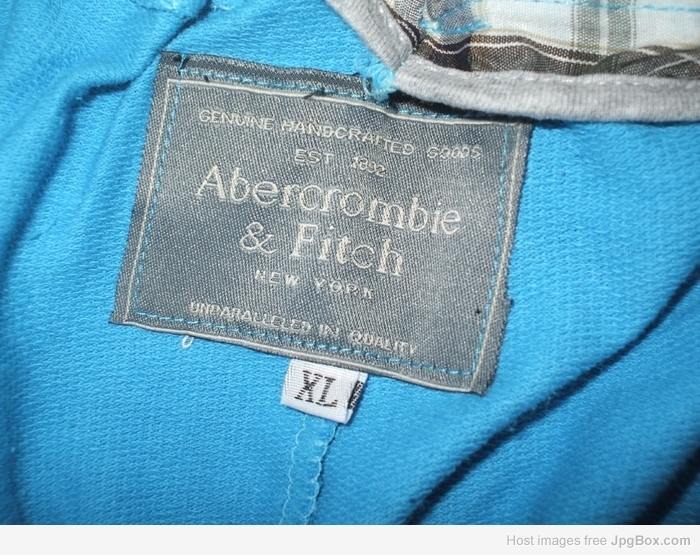 GENUINE HANDCRAFTED GOODS
EST 1892
Abercrombie
& Fitch
NEW YORK
UNPARALLELED IN QUALITY
XL
Host images free JpgBox.com